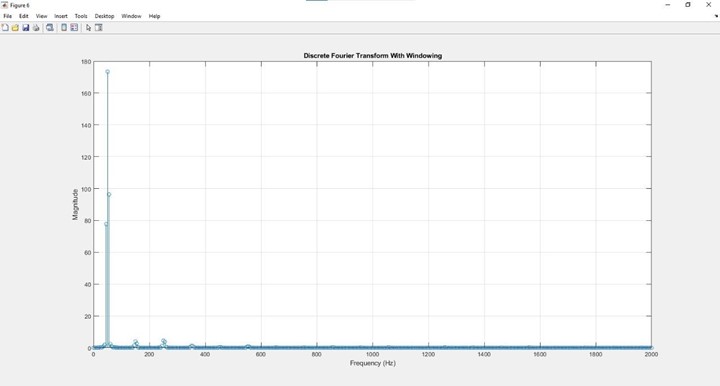 Figure 6
File Edit View Insert Tools Desktop Window Help
Discrete Fourier Transform With Windowing
180
160
140
120
100
80
60
40
20
0
Magnitude
0 200 400 600 800 1000 1200 1400 1600 1800 2000
Frequency (Hz)